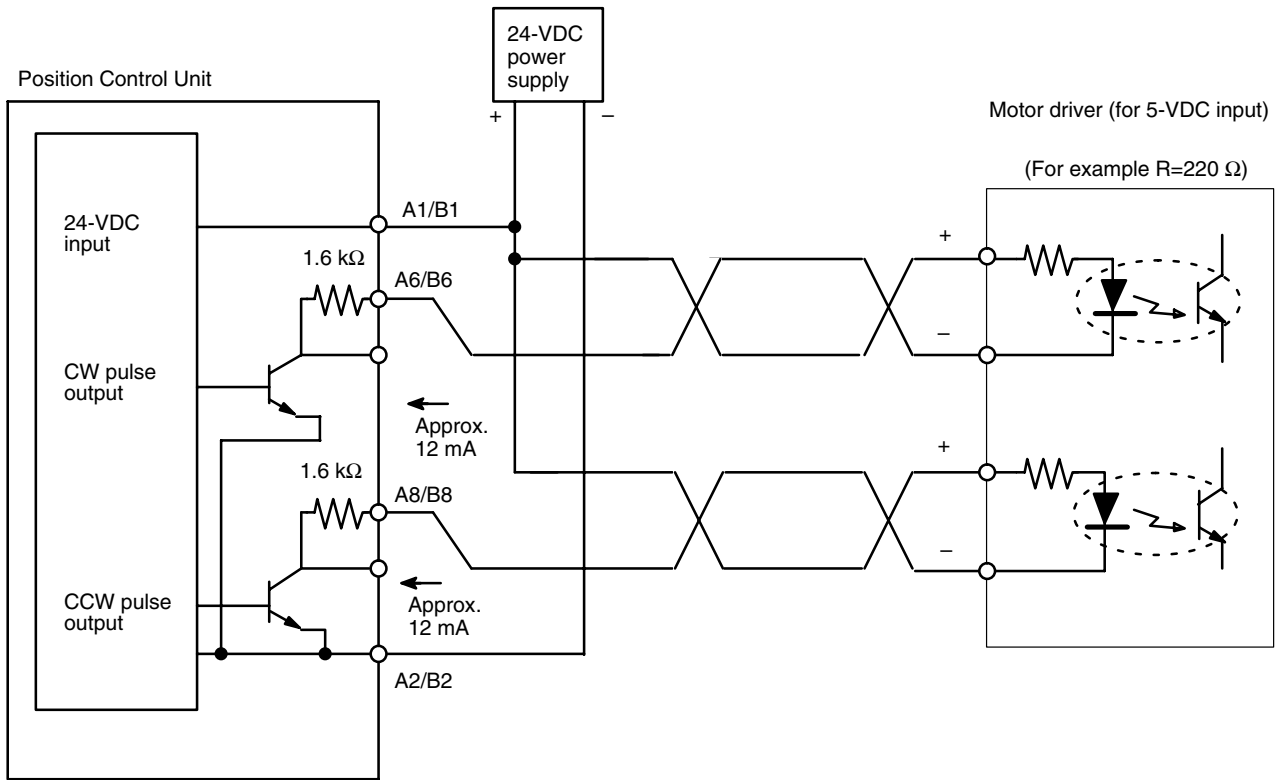 24-VDC
power
supply
Position Control Unit
+
–
Motor driver (for 5-VDC input)
(For example R=220 Ω)
24-VDC
input
A1/B1
1.6 kΩ
A6/B6
+
–
CW pulse
output
Approx.
12 mA
1.6 kΩ
A8/B8
+
–
CCW pulse
output
Approx.
12 mA
A2/B2